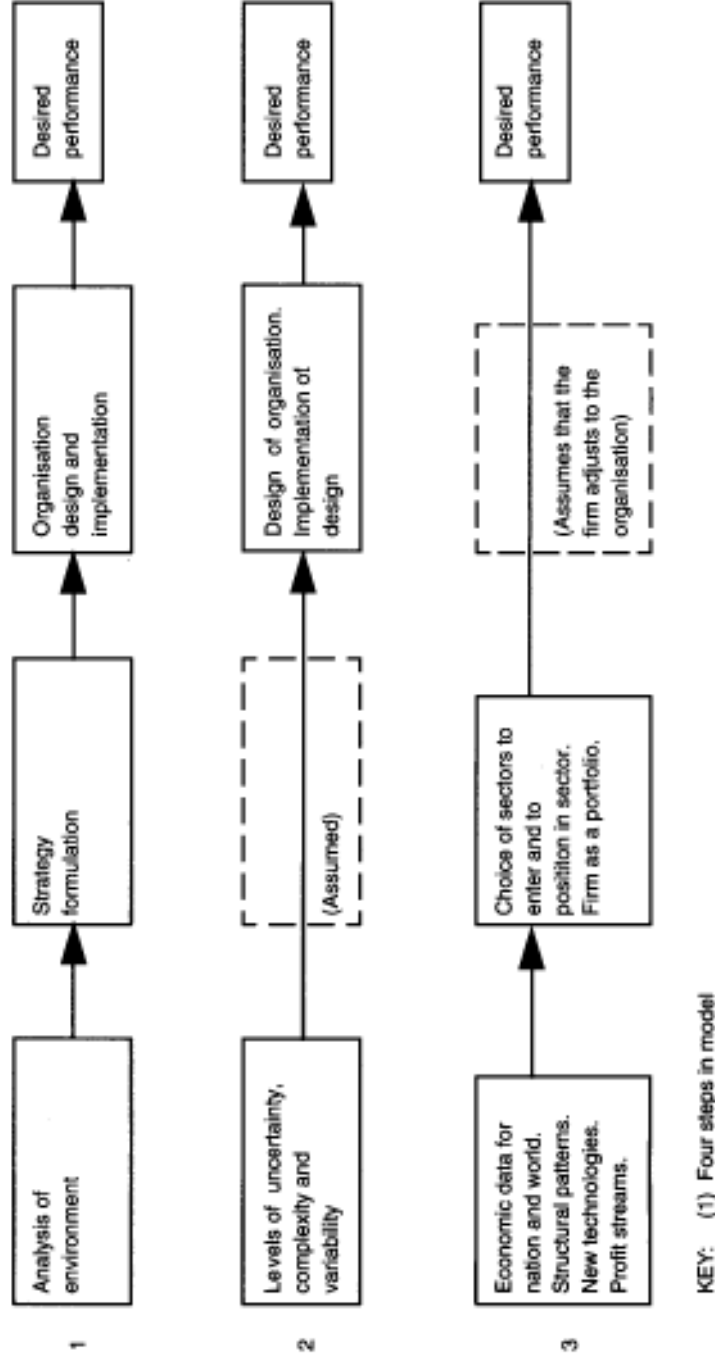 1
Analysis of
environment
Strategy
formulation
Organisation
design and
implementation
Desired
performance
2
Levels of uncertainty,
complexity and
variability
(Assumed)
Design of organisation.
Implementation of
design
Desired
performance
3
Economic data for
nation and world.
Structural patterns.
New technologies.
Profit streams.
Choice of sectors to
enter and to
posititon in sector.
Firm as a portfolio.
(Assumes that the
firm adjusts to the
organisation)
Desired
performance
KEY: (1) Four steps in model